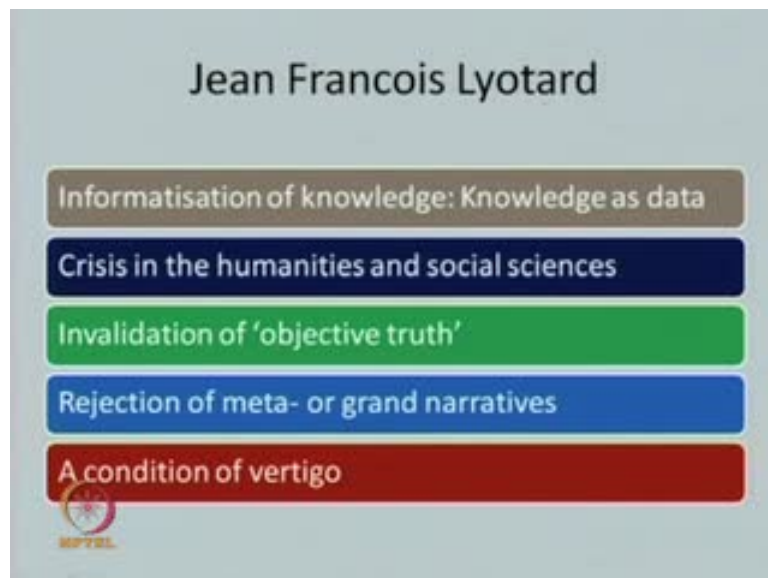 Jean Francois Lyotard
Informatisation of knowledge: Knowledge as data
Crisis in the humanities and social sciences
Invalidation of ‘objective truth’
Rejection of meta- or grand narratives
A condition of vertigo
NPTEL